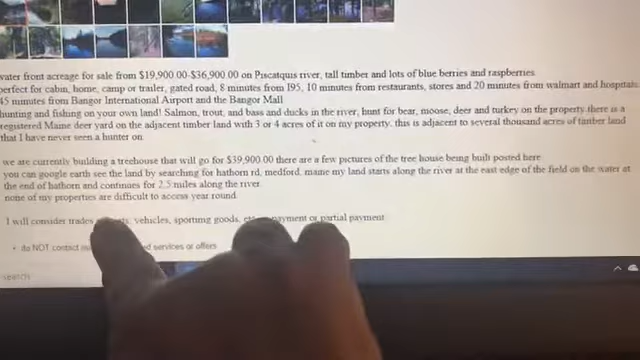 water front acreage for sale from $19,900.00-$36,900.00 on Piscatquis river, tall timber and lots of blue berries and raspberries
perfect for cabin, home, camp or trailer, gated road, 8 minutes from I95, 10 minutes from restaurants, stores and 20 minutes from walmart and hospitals
45 minutes from Bangor International Airport and the Bangor Mall
hunting and fishing on your own land! Salmon, trout, and bass and ducks in the river, hunt for bear, moose, deer and turkey on the property there is a
registered Maine deer yard on the adjacent timber land with 3 or 4 acres of it on my property. this is adjacent to several thousand acres of timber land
that I have never seen a hunter on
we are currently building a treehouse that will go for $39,900.00 there are a few pictures of the tree house being built posted here
you can google earth see the land by searching for hathorn rd, medford, maine my land starts along the river at the east edge of the field on the water at
the end of hathorn and continues for 2.5 miles along the river
none of my properties are difficult to access year round
I will consider trades vehicles, sporting goods, payment or partial payment
• do NOT contact services or offers
search